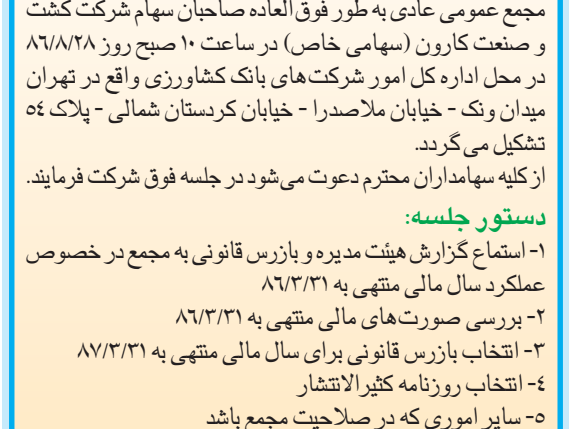 مجمع عمومی عادی به طور فوق العاده صاحبان سهام شرکت کشت
و صنعت کارون (سهامی خاص) در ساعت ۱۰ صبح روز ۸۶/۸/۲۸
در محل اداره کل امور شرکت‌های بانک کشاورزی واقع در تهران
میدان ونک - خیابان ملاصدرا - خیابان کردستان شمالی - پلاک ٥٤
تشکیل می گردد.
از کلیه سهامداران محترم دعوت می‌شود در جلسه فوق شرکت فرمایند.
دستور جلسه:
۱- استماع گزارش هیئت مدیره و بازرس قانونی به مجمع در خصوص
عملکرد سال مالی منتهی به ۸۶/۳/۳۱
۲- بررسی صورت‌های مالی منتهی به ۸۶/۳/۳۱
۳- انتخاب بازرس قانونی برای سال مالی منتهی به ۸۷/۳/۳۱
٤- انتخاب روزنامه کثیرالانتشار
٥- سایر اموری که در صلاحیت مجمع باشد